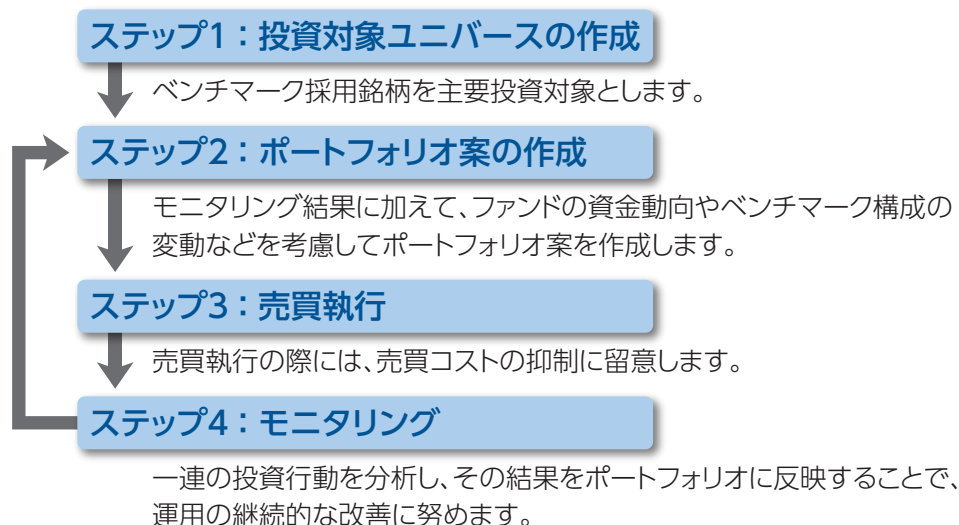 ステップ1：投資対象ユニバースの作成
ベンチマーク採用銘柄を主要投資対象とします。
ステップ2：ポートフォリオ案の作成
モニタリング結果に加えて、ファンドの資金動向やベンチマーク構成の
変動などを考慮してポートフォリオ案を作成します。
ステップ3：売買執行
売買執行の際には、売買コストの抑制に留意します。
ステップ4：モニタリング
一連の投資行動を分析し、その結果をポートフォリオに反映することで、
運用の継続的な改善に努めます。